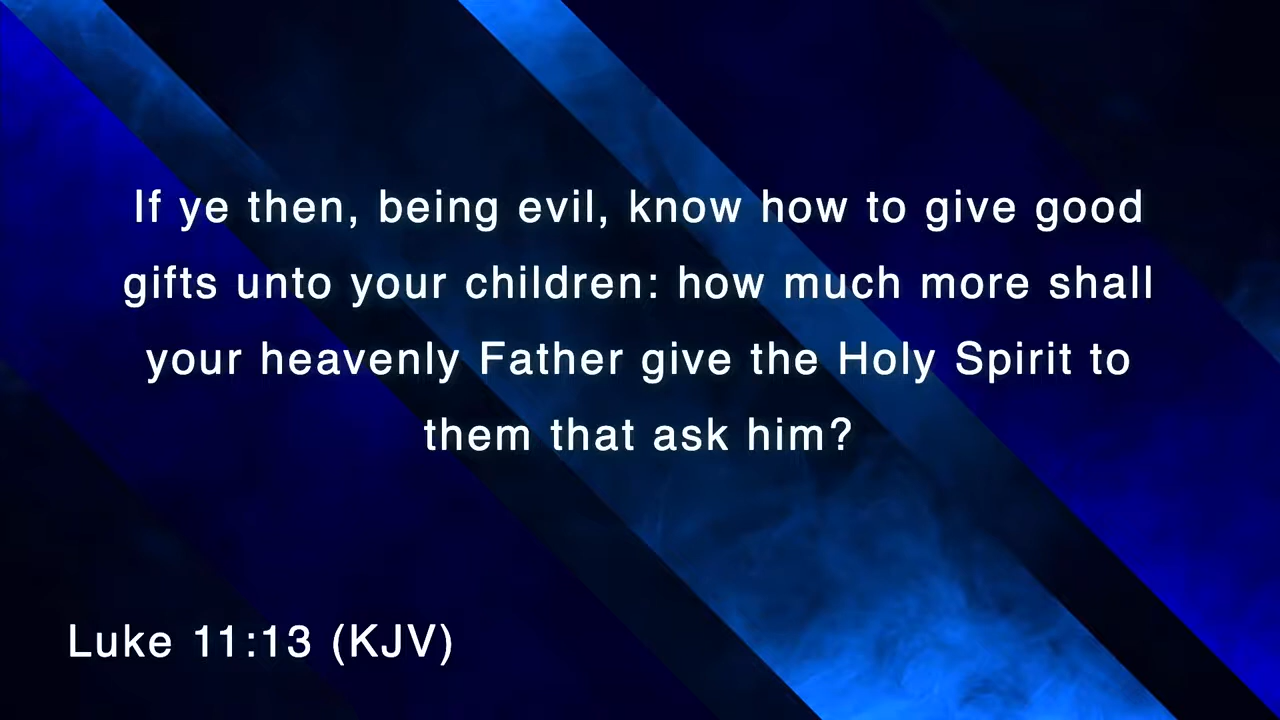 If ye then, being evil, know how to give good
gifts unto your children: how much more shall
your heavenly Father give the Holy Spirit to
them that ask him?
Luke 11:13 (KJV)